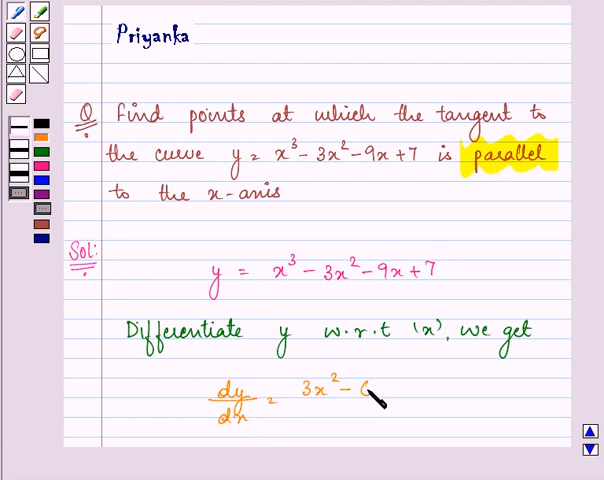 Priyanka
Q Find points at which the tangent to
the curve y = x³ - 3x² - 9x + 7 is parallel
to the x-axis
Sol:
y = x³ - 3x² - 9x + 7
Differentiate y w.r.t 'x', we get
dy/dx = 3x² - 6